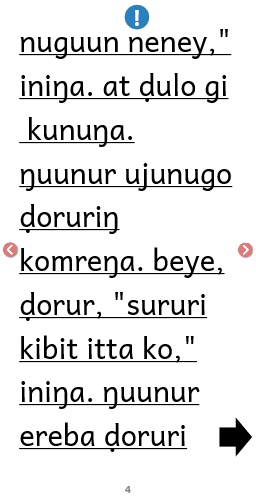 nuguun neney,"
iniŋa. at ḍulo gi
kunuŋa.
ŋuunur ujunugo
ḍoruriŋ
komreŋa. beye,
ḍorur, "sururi
kibit itta ko,"
iniŋa. ŋuunur
ereba ḍoruri
4